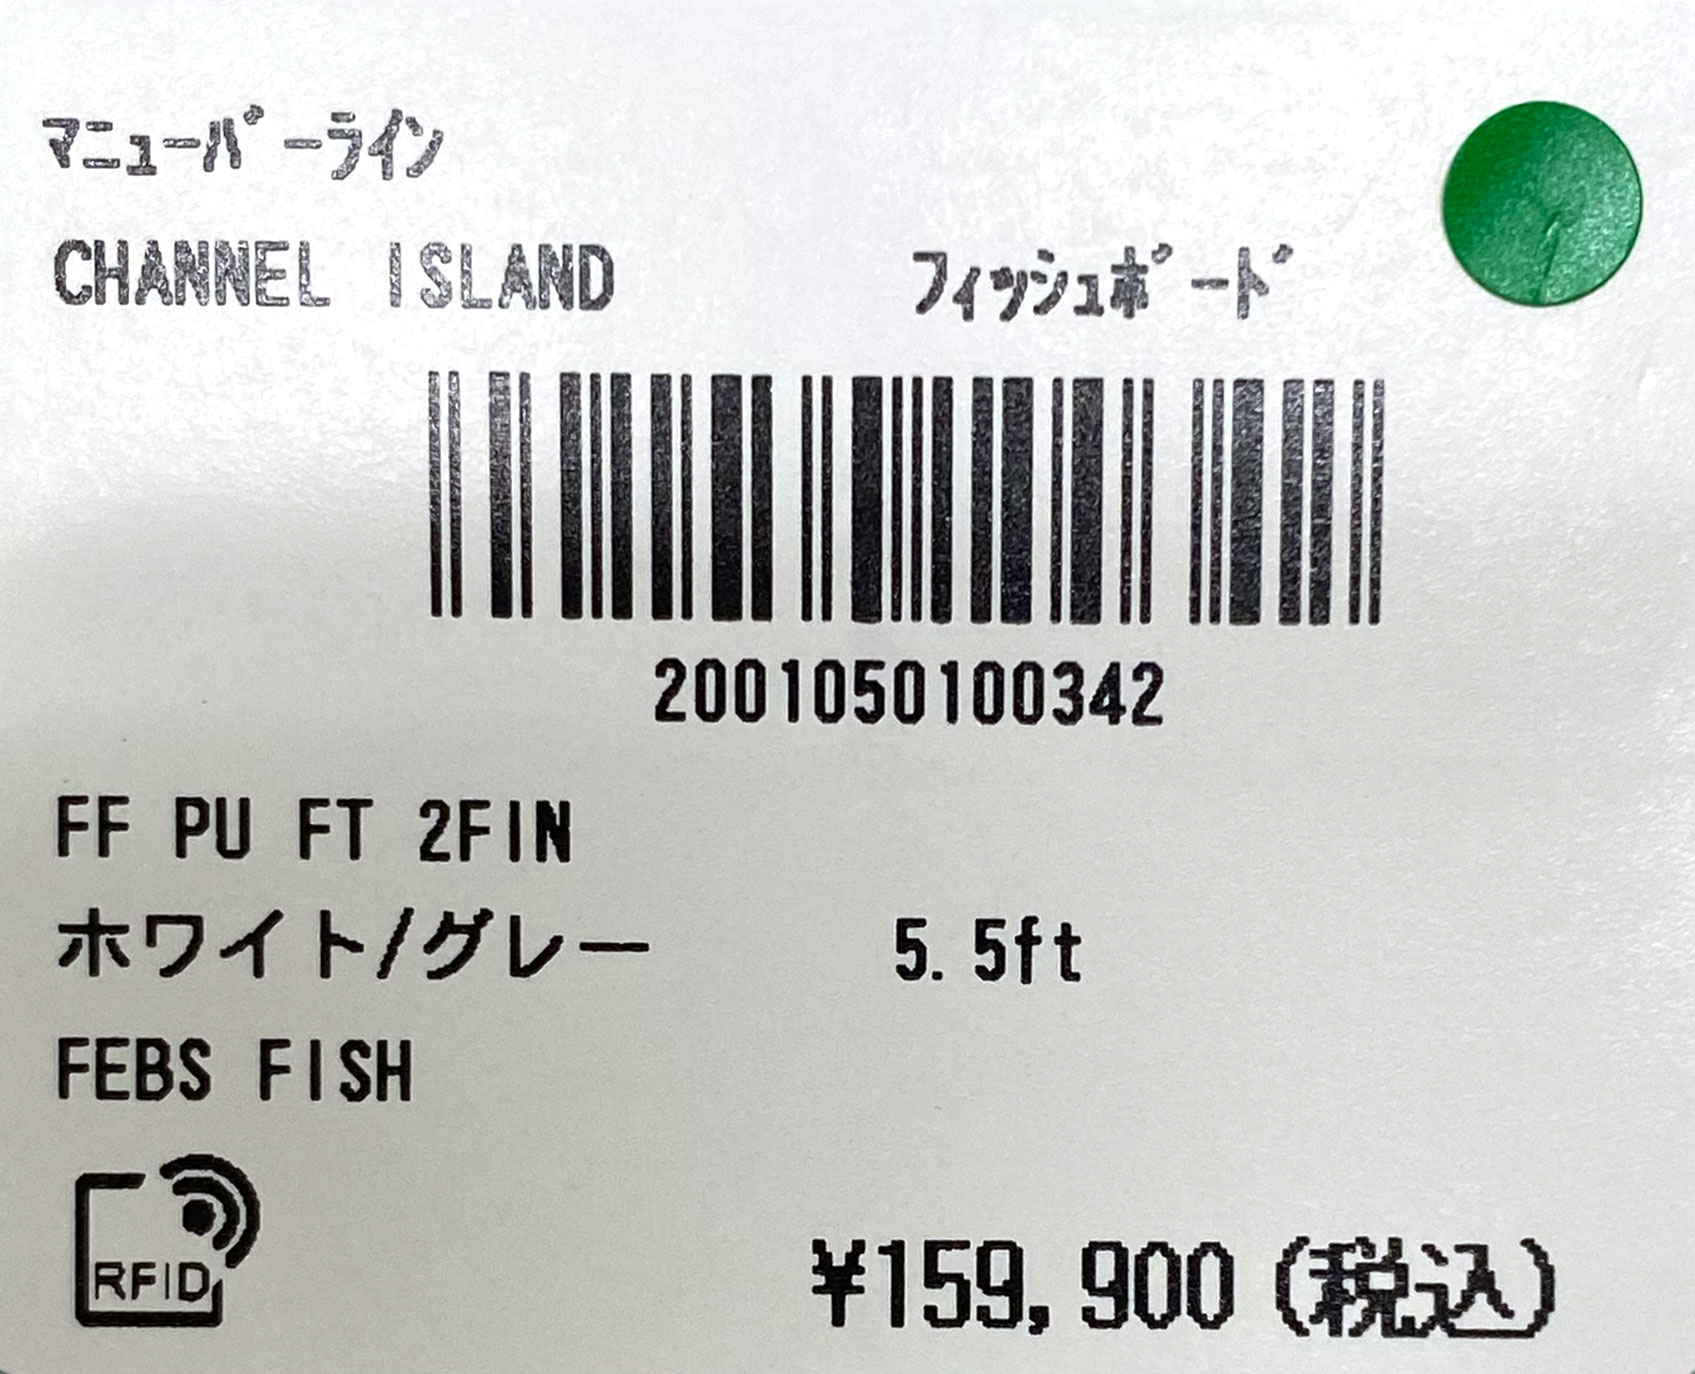 ﾏﾆｭｰﾊﾞｰﾗｲﾝ
CHANNEL ISLAND ﾌｨｯｼｭﾎﾞｰﾄﾞ
2001050100342
FF PU FT 2FIN
ホワイト/グレー 5.5ft
FEBS FISH
RFID
¥159,900(税込)